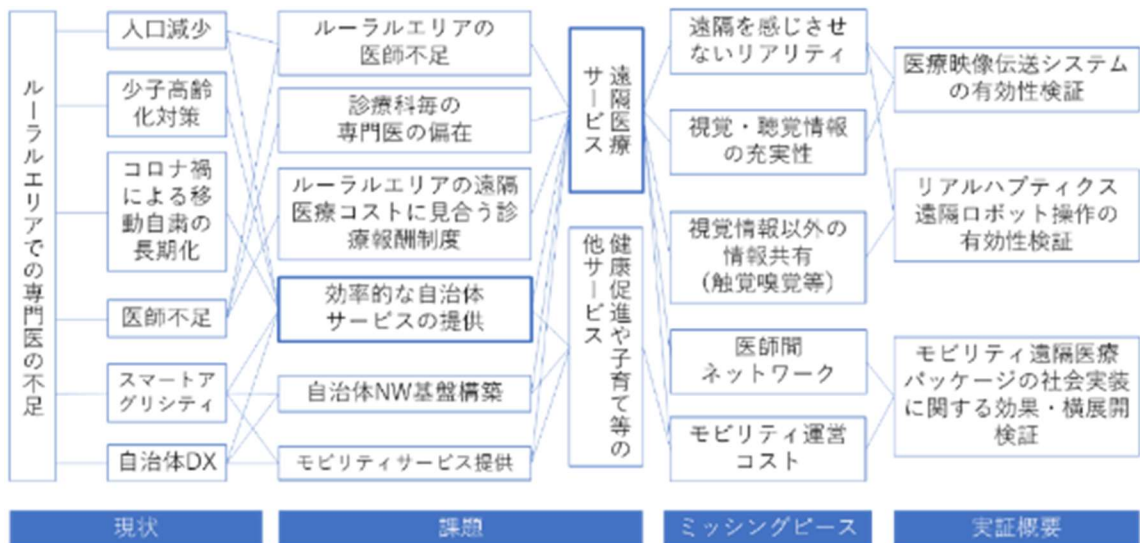 ルーラルエリアでの専門医の不足
人口減少
少子高齢
化対策
コロナ禍
による移
動自粛の
長期化
医師不足
スマートア
グリシティ
自治体DX
現状
ルーラルエリアの
医師不足
診療科毎の
専門医の偏在
ルーラルエリアの遠隔
医療コストに見合う診
療報酬制度
効率的な自治体
サービスの提供
自治体NW基盤構築
モビリティサービス提供
遠隔医療
サービス
健康促進や子育て等の
他サービス
課題
遠隔を感じさせ
ないリアリティ
視覚・聴覚情報
の充実性
視覚情報以外の
情報共有
(触覚嗅覚等)
医師間
ネットワーク
モビリティ運営
コスト
ミッシングピース
医療映像伝送システム
の有効性検証
リアルハプティクス
遠隔ロボット操作の
有効性検証
モビリティ遠隔医療
パッケージの社会実装
に関する効果・横展開
検証
実証概要